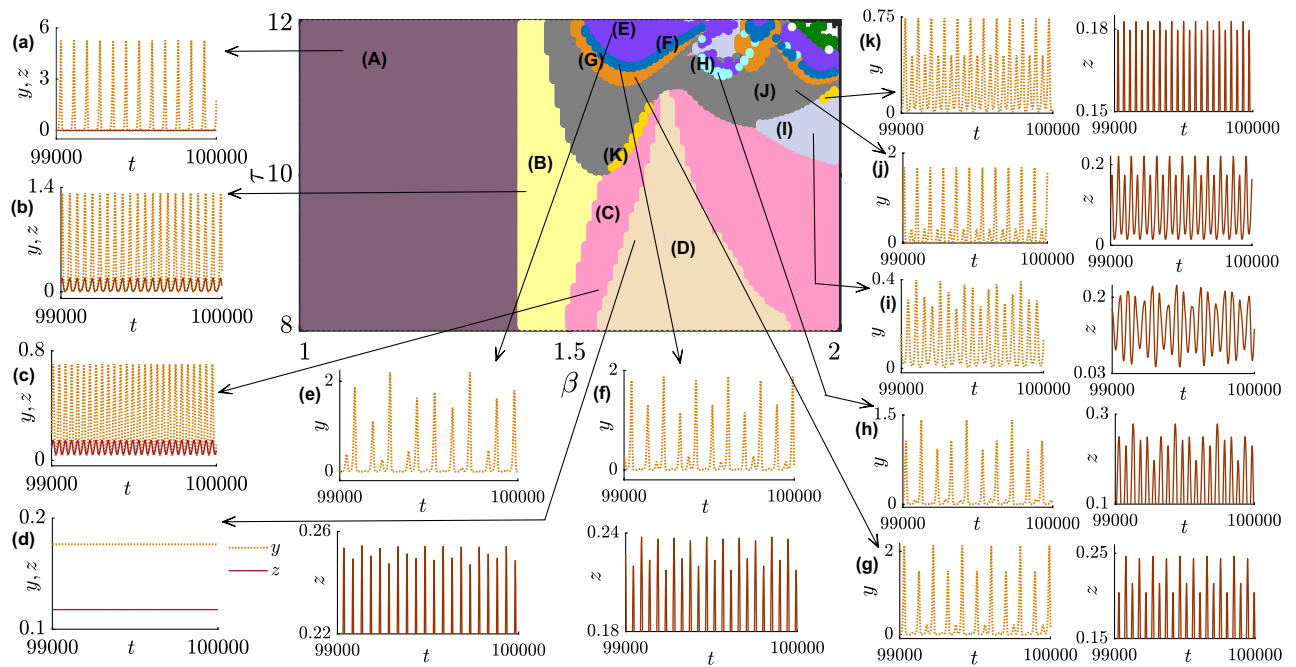 (a)
y, z
6
3
0
99000
t
100000
(b)
y, z
1.4
0
99000
t
100000
(c)
y, z
0.8
0
99000
t
100000
(d)
y, z
0.2
0.1
99000
t
100000
y
z
12
τ
10
8
1
1.5
2
β
(A)
(B)
(C)
(D)
(E)
(F)
(G)
(H)
(I)
(J)
(K)
(e)
y
2
0
99000
t
100000
z
0.26
0.22
99000
t
100000
(f)
y
2
0
99000
t
100000
z
0.24
0.18
99000
t
100000
(k)
y
0.75
0
99000
100000
z
0.18
0.15
99000
t
100000
(j)
y
2
0
99000
t
100000
z
0.2
0
99000
t
100000
(i)
y
0.4
0
99000
t
100000
z
0.2
0.03
99000
t
100000
(h)
y
1.5
0
99000
t
100000
z
0.3
0.1
99000
t
100000
(g)
y
2
0
99000
t
100000
z
0.25
0.15
99000
t
100000